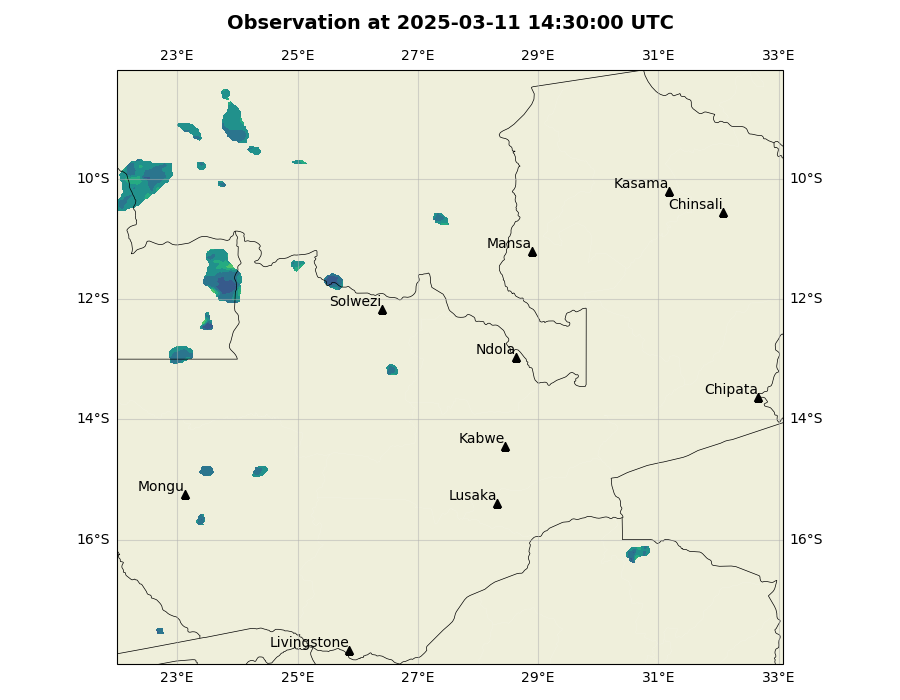 Observation at 2025-03-11 14:30:00 UTC
23°E 25°E 27°E 29°E 31°E 33°E
10°S 10°S
Kasama
Chinsali
Mansa
12°S 12°S
Solwezi
Ndola
Chipata
14°S 14°S
Kabwe
Mongu
Lusaka
16°S 16°S
Livingstone
23°E 25°E 27°E 29°E 31°E 33°E